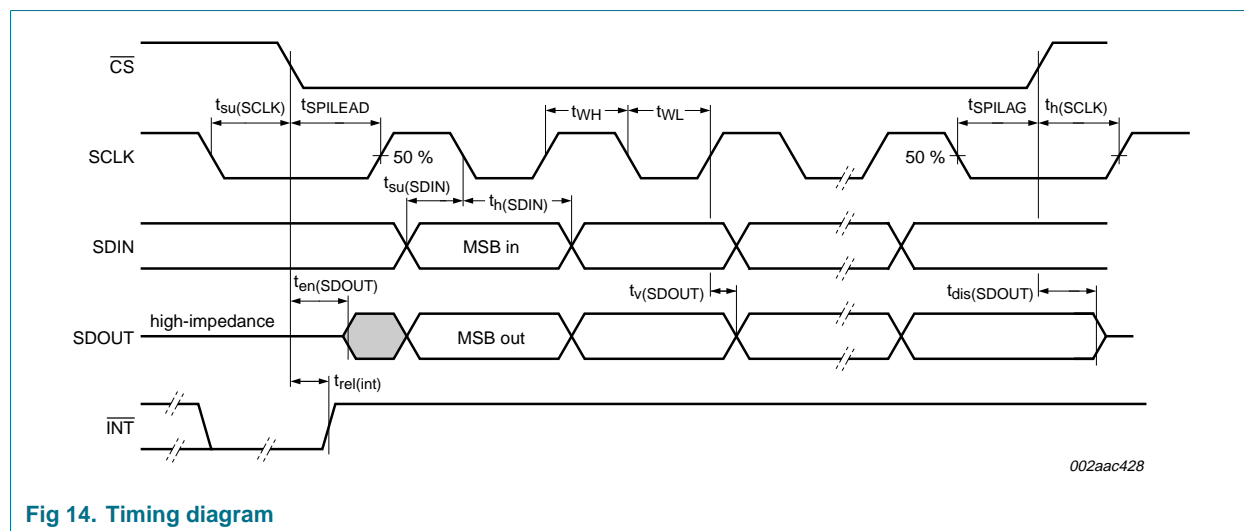 CS
tsu(SCLK) tSPILEAD tWH tWL tSPILAG th(SCLK)
SCLK 50 % 50 %
tsu(SDIN) th(SDIN)
SDIN MSB in
ten(SDOUT) tv(SDOUT) tdis(SDOUT)
high-impedance
SDOUT MSB out
trel(int)
INT
002aac428
Fig 14. Timing diagram